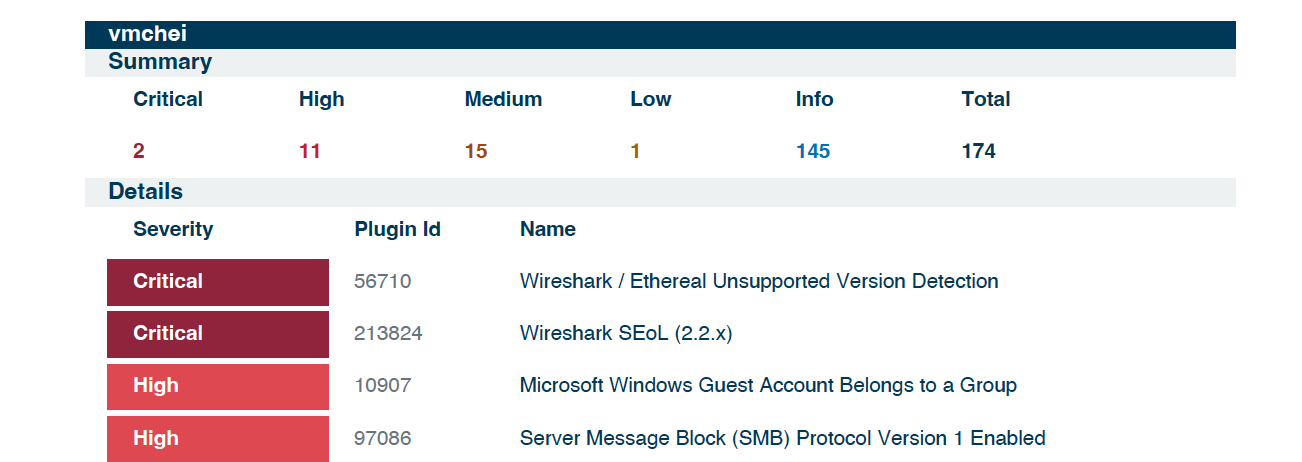 vmchei
Summary
Critical High Medium Low Info Total
2 11 15 1 145 174
Details
Severity Plugin Id Name
Critical 56710 Wireshark / Ethereal Unsupported Version Detection
Critical 213824 Wireshark SEoL (2.2.x)
High 10907 Microsoft Windows Guest Account Belongs to a Group
High 97086 Server Message Block (SMB) Protocol Version 1 Enabled